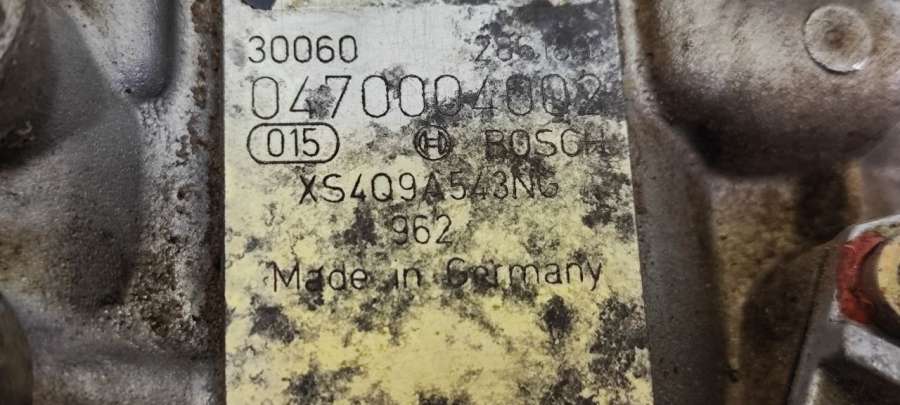 30060
0470004002
015 BOSCH
XS4Q9A543NG
962
Made in Germany